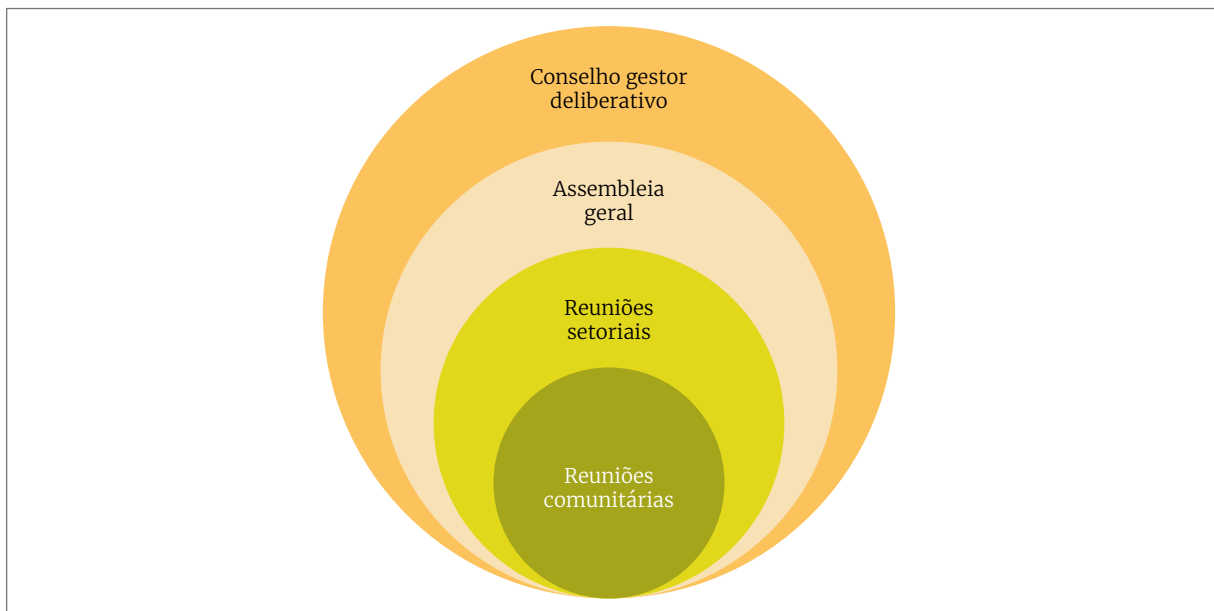 Conselho gestor
deliberativo
Assembleia
geral
Reuniões
setoriais
Reuniões
comunitárias